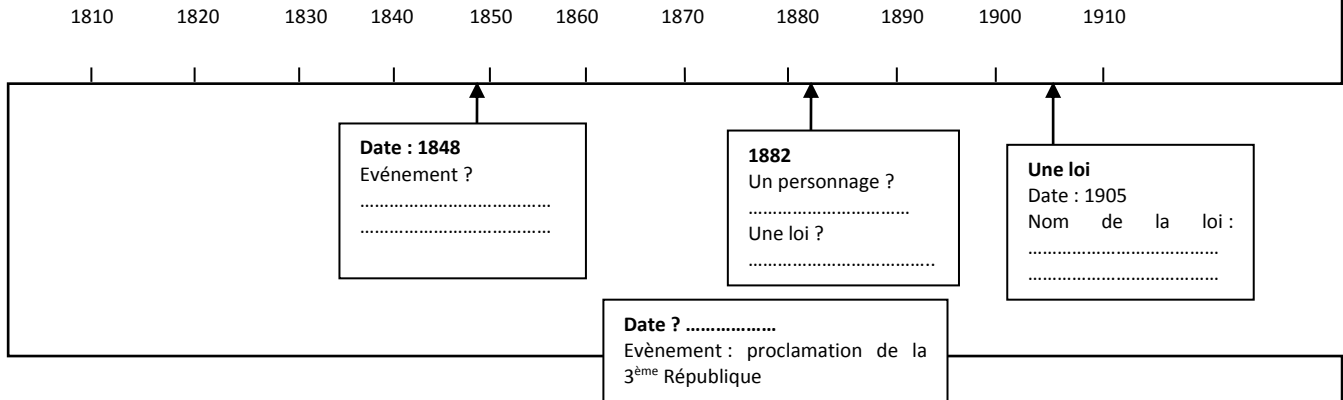 1810 1820 1830 1840 1850 1860 1870 1880 1890 1900 1910
Date : 1848
Evénement ?
…………………………………
…………………………………
1882
Un personnage ?
……………………………
Une loi ?
………………………………..
Une loi
Date : 1905
Nom de la loi :
…………………………………
…………………………………
Date ? ………………
Evènement : proclamation de la
3ème République